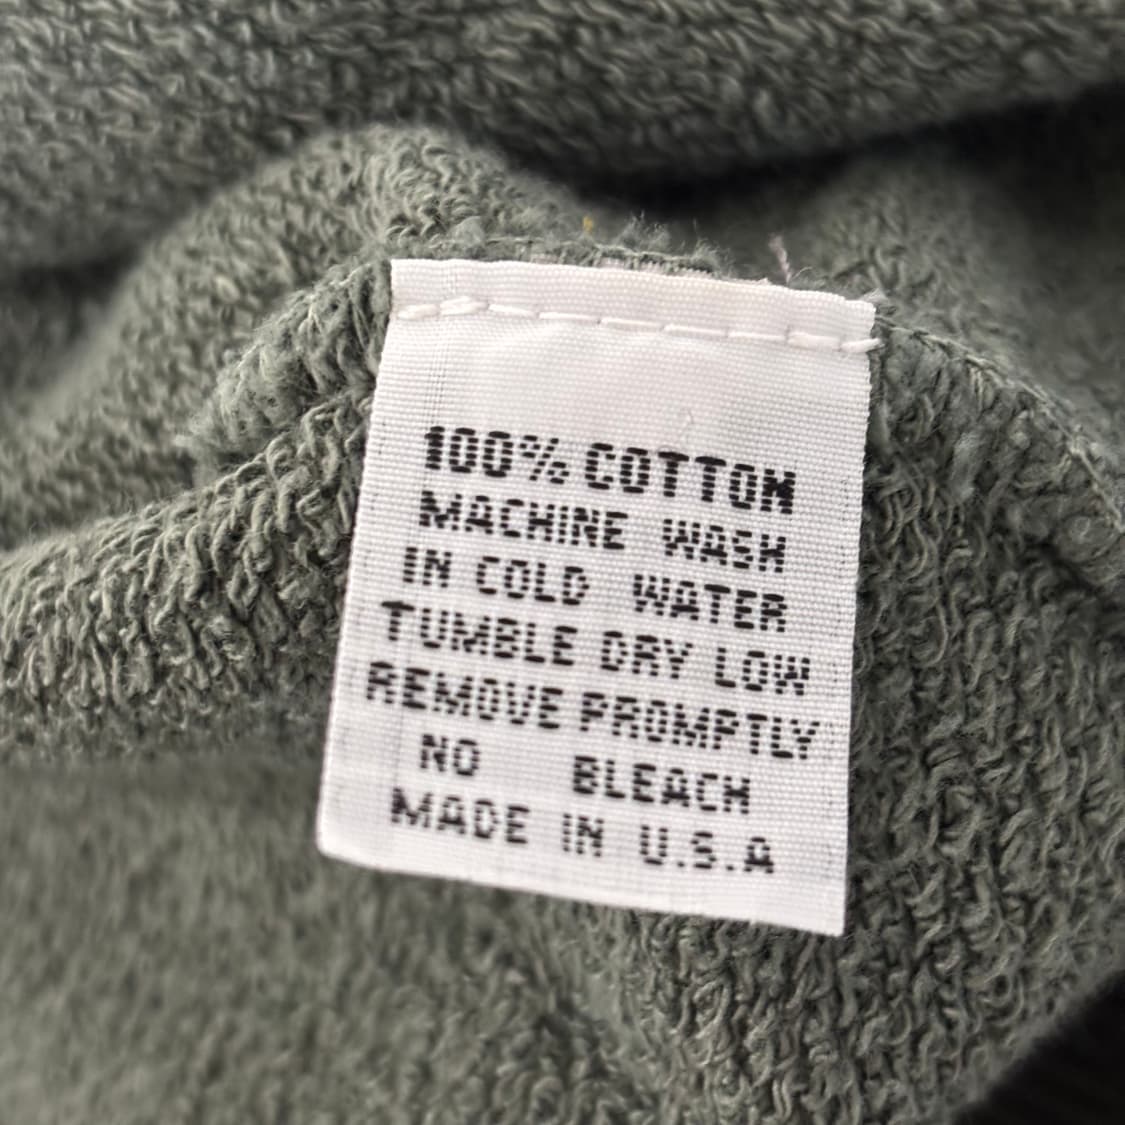 100% COTTON
MACHINE WASH
IN COLD WATER
TUMBLE DRY LOW
REMOVE PROMPTLY
NO BLEACH
MADE IN U.S.A